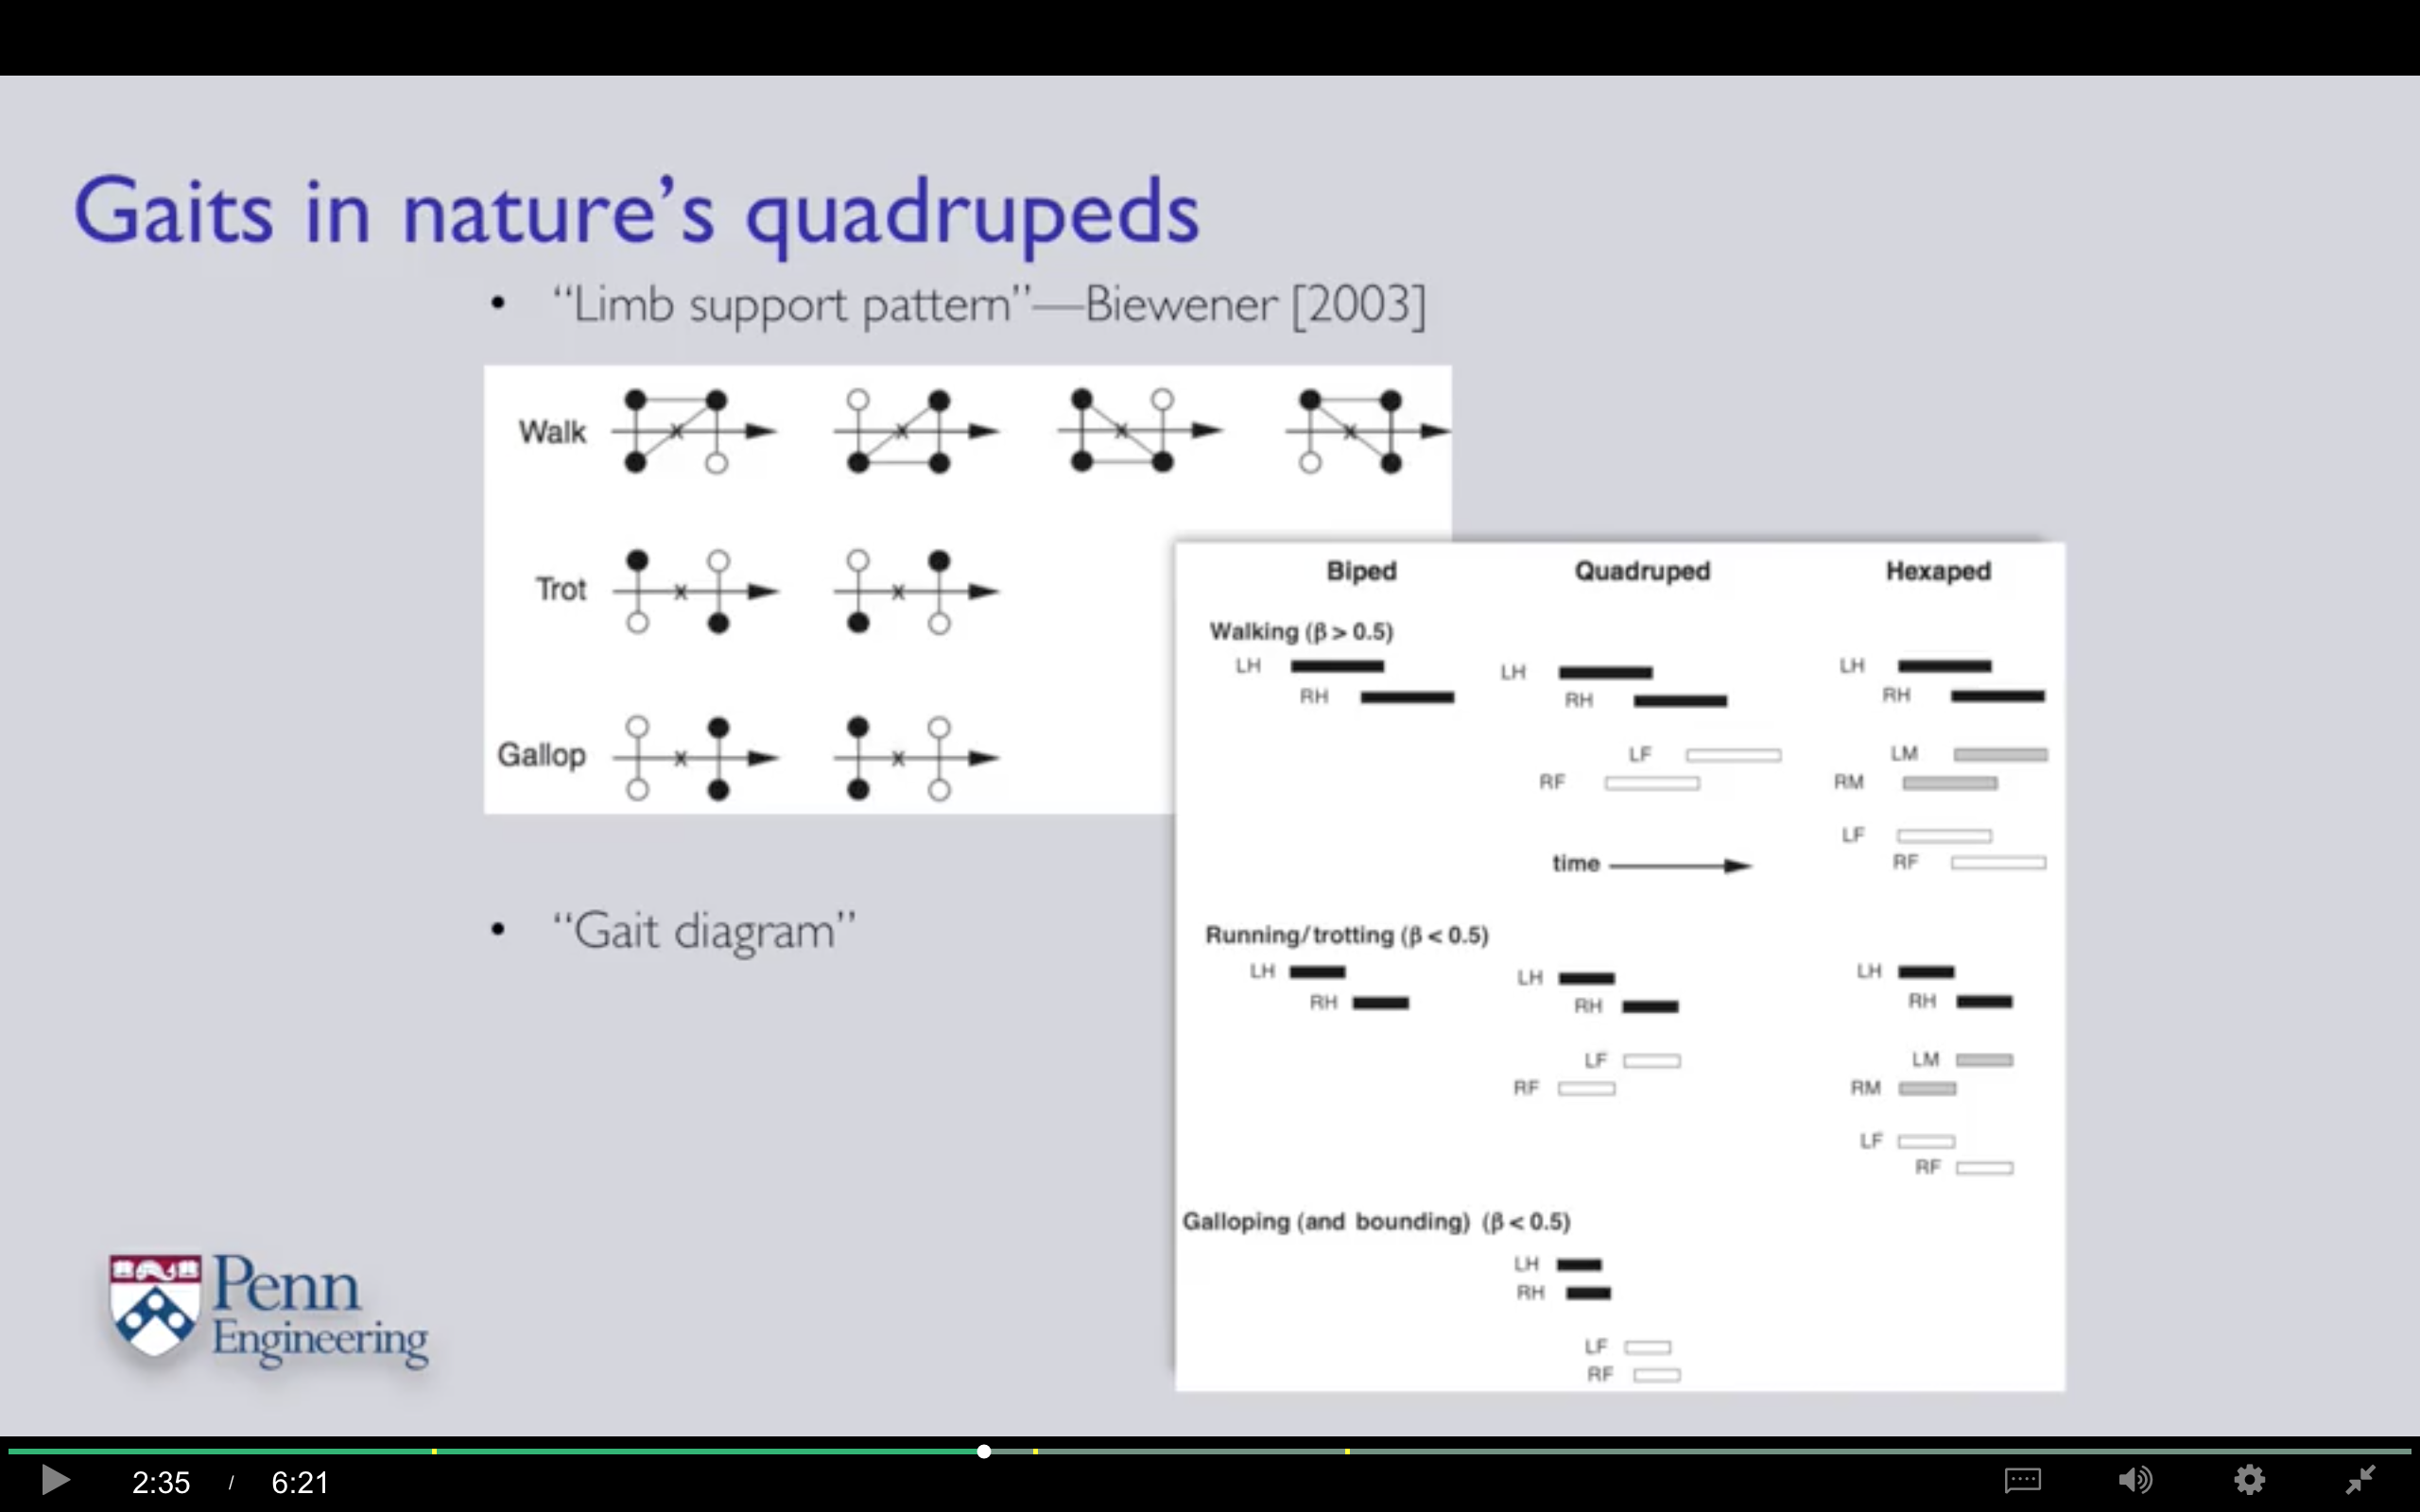 Gaits in nature's quadrupeds
• “Limb support pattern”—Biewener [2003]
Walk
Trot
Gallop
• “Gait diagram”
Biped Quadruped Hexaped
Walking (β > 0.5)
LH LH LH
RH RH RH
LF LM
RF RM
LF
time RF
Running/trotting (β < 0.5)
LH LH LH
RH RH RH
LF LM
RF RM
LF
RF
Galloping (and bounding) (β < 0.5)
LH
RH
LF
RF
Penn
Engineering
2:35 / 6:21